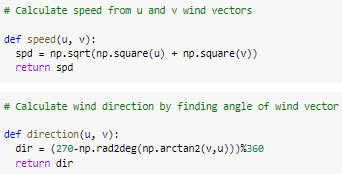 # Calculate speed from u and v wind vectors
def speed(u, v):
spd = np.sqrt(np.square(u) + np.square(v))
return spd
# Calculate wind direction by finding angle of wind vector
def direction(u, v):
dir = (270-np.rad2deg(np.arctan2(v,u)))%360
return dir